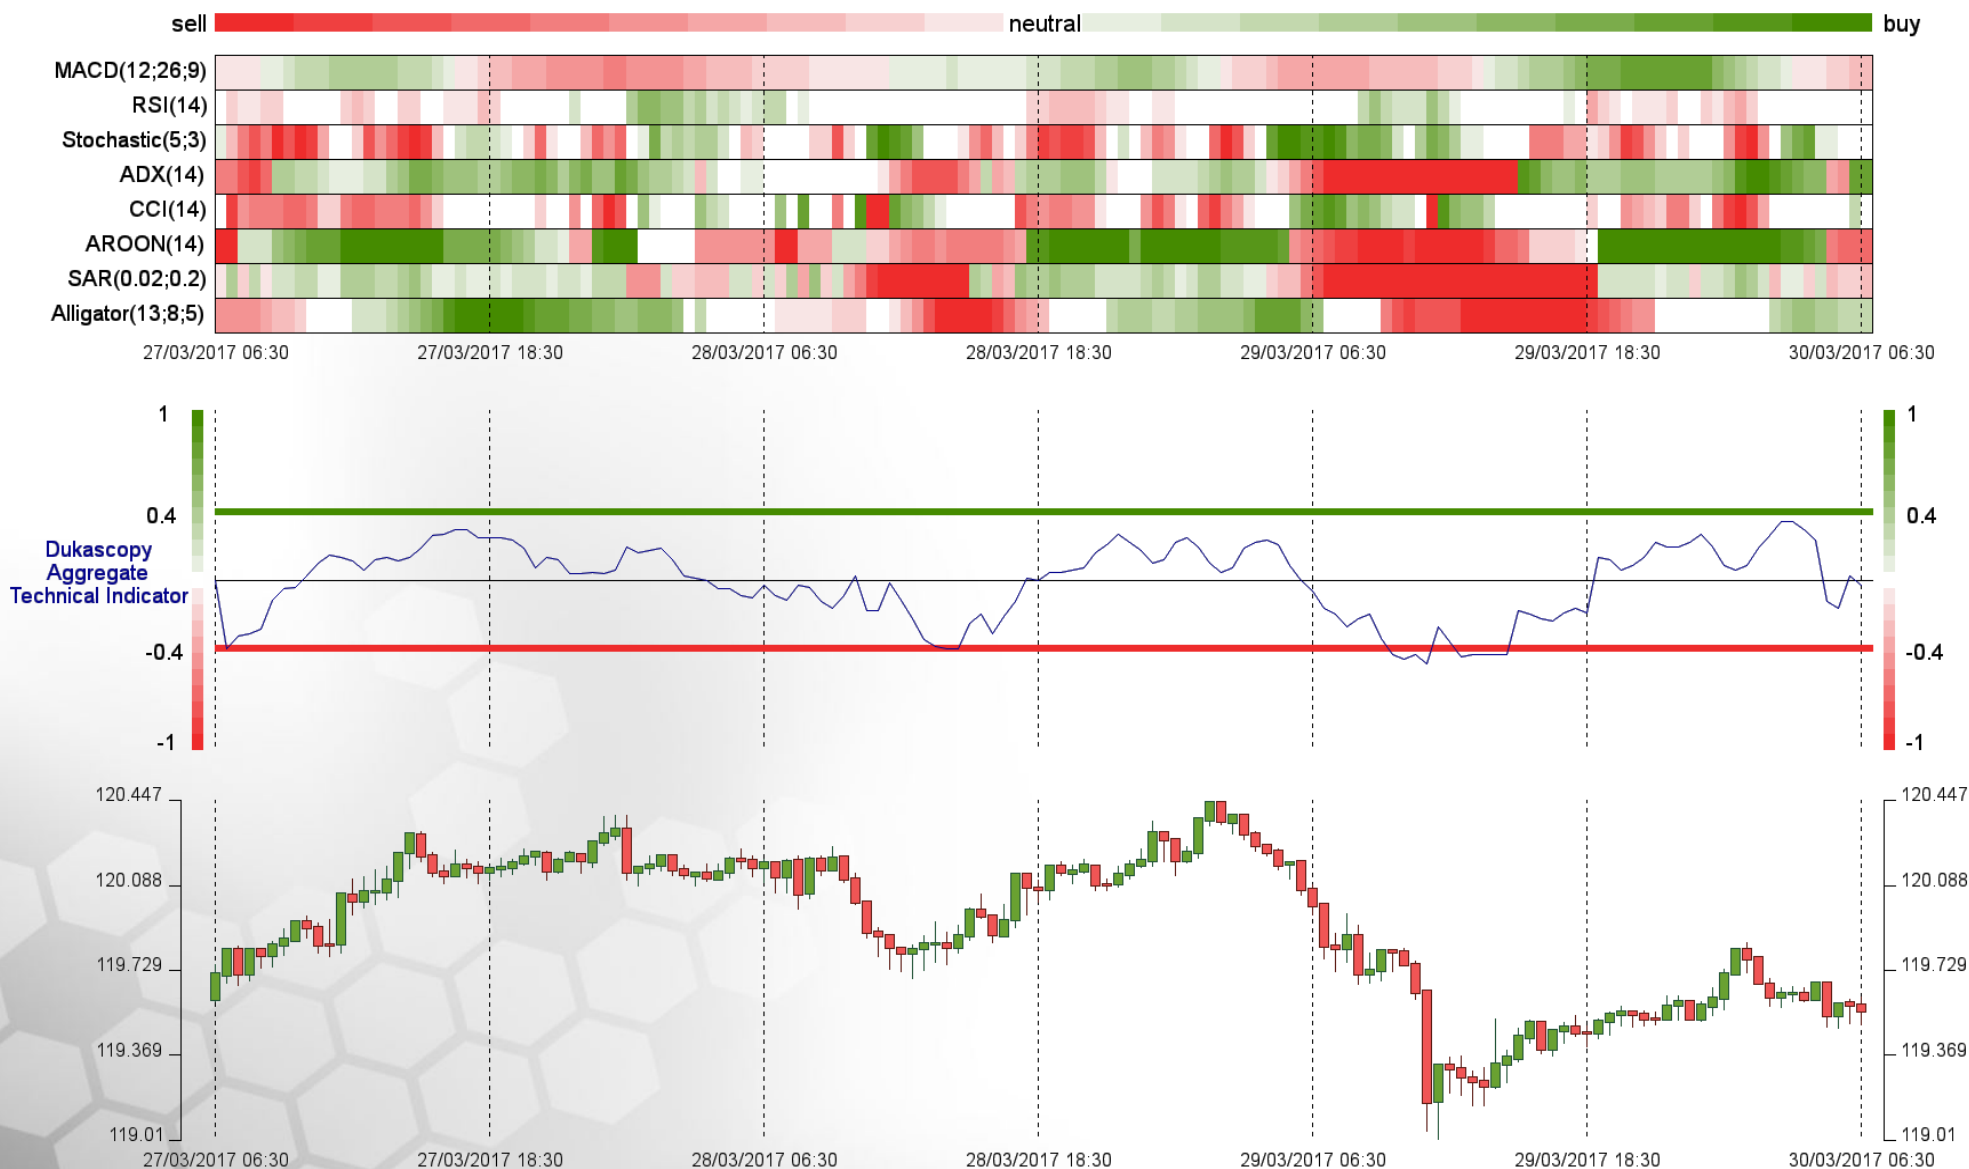 sell neutral buy
MACD(12;26;9)
RSI(14)
Stochastic(5;3)
ADX(14)
CCI(14)
AROON(14)
SAR(0.02;0.2)
Alligator(13;8;5)
27/03/2017 06:30 27/03/2017 18:30 28/03/2017 06:30 28/03/2017 18:30 29/03/2017 06:30 29/03/2017 18:30 30/03/2017 06:30
1 1
0.4 0.4
Dukascopy
Aggregate
Technical Indicator
-0.4 -0.4
-1 -1
120.447 120.447
120.088 120.088
119.729 119.729
119.369 119.369
119.01 119.01
27/03/2017 06:30 27/03/2017 18:30 28/03/2017 06:30 28/03/2017 18:30 29/03/2017 06:30 29/03/2017 18:30 30/03/2017 06:30